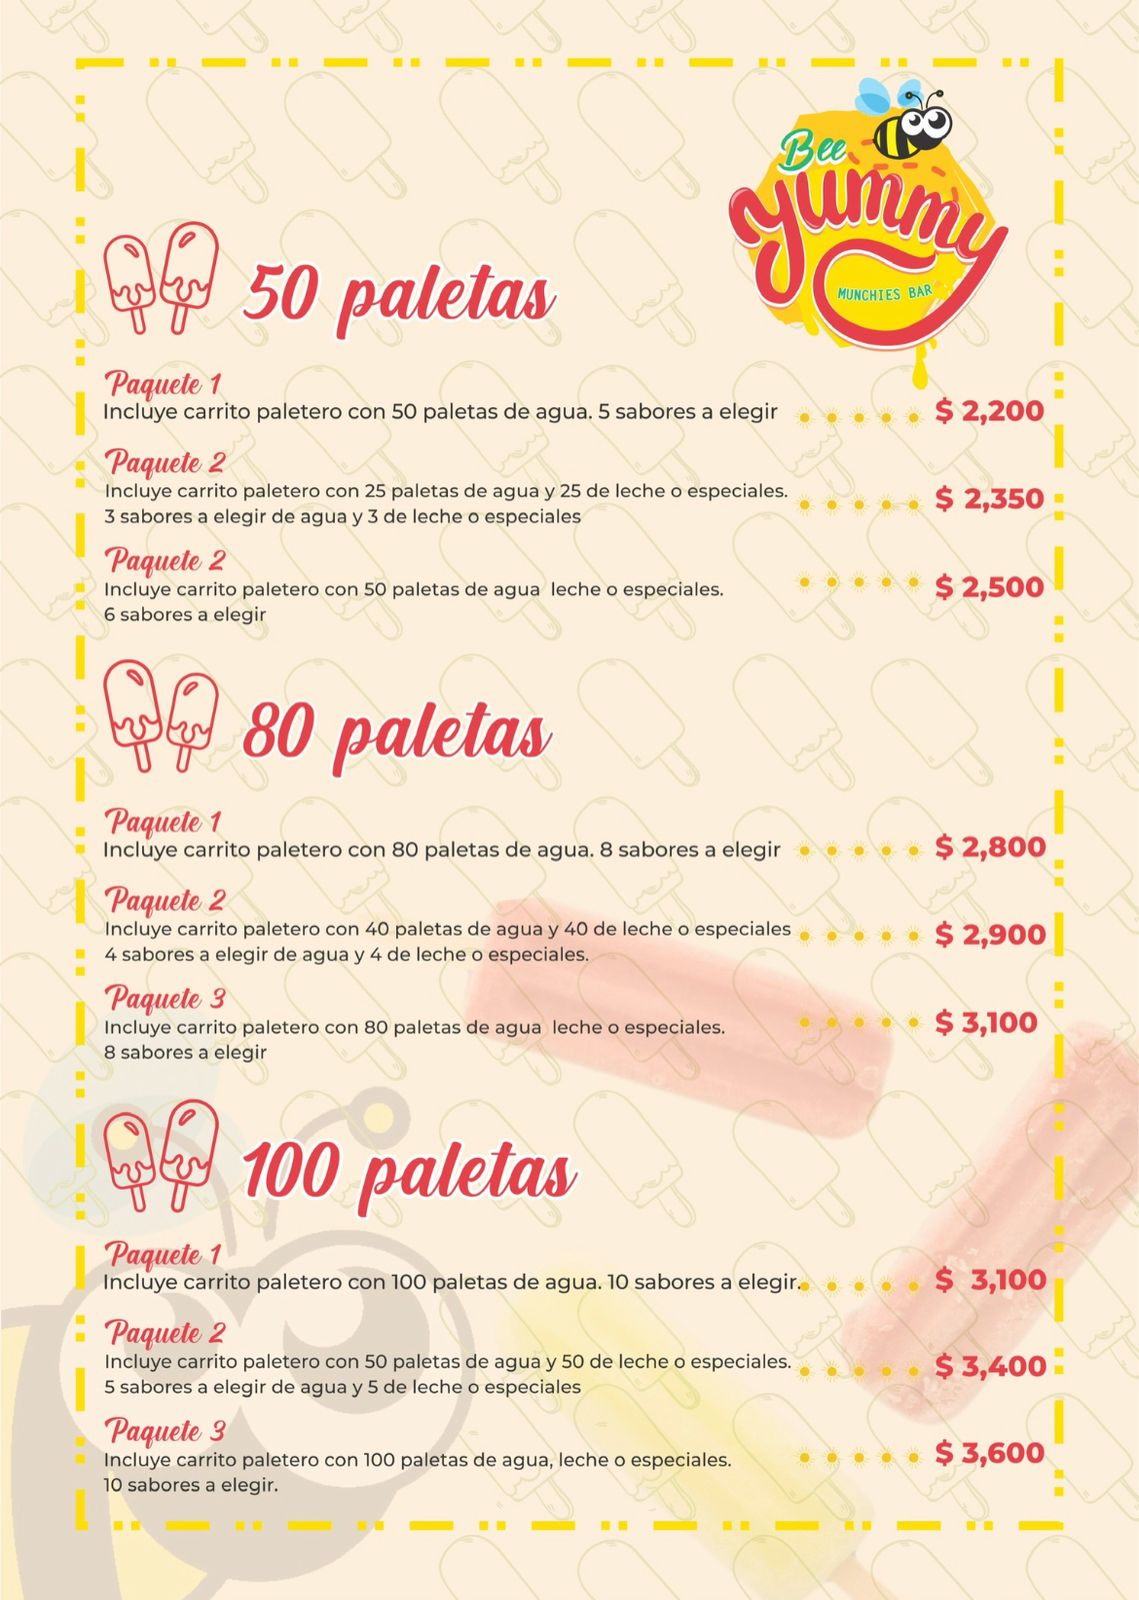 Bee
yummy
MUNCHIES BAR
50 paletas
Paquete 1
Incluye carrito paletero con 50 paletas de agua. 5 sabores a elegir $ 2,200
Paquete 2
Incluye carrito paletero con 25 paletas de agua y 25 de leche o especiales. $ 2,350
3 sabores a elegir de agua y 3 de leche o especiales
Paquete 2
Incluye carrito paletero con 50 paletas de agua leche o especiales. $ 2,500
6 sabores a elegir
80 paletas
Paquete 1
Incluye carrito paletero con 80 paletas de agua. 8 sabores a elegir $ 2,800
Paquete 2
Incluye carrito paletero con 40 paletas de agua y 40 de leche o especiales $ 2,900
4 sabores a elegir de agua y 4 de leche o especiales.
Paquete 3
Incluye carrito paletero con 80 paletas de agua leche o especiales. $ 3,100
8 sabores a elegir
100 paletas
Paquete 1
Incluye carrito paletero con 100 paletas de agua. 10 sabores a elegir. $ 3,100
Paquete 2
Incluye carrito paletero con 50 paletas de agua y 50 de leche o especiales. $ 3,400
5 sabores a elegir de agua y 5 de leche o especiales
Paquete 3
Incluye carrito paletero con 100 paletas de agua, leche o especiales. $ 3,600
10 sabores a elegir.